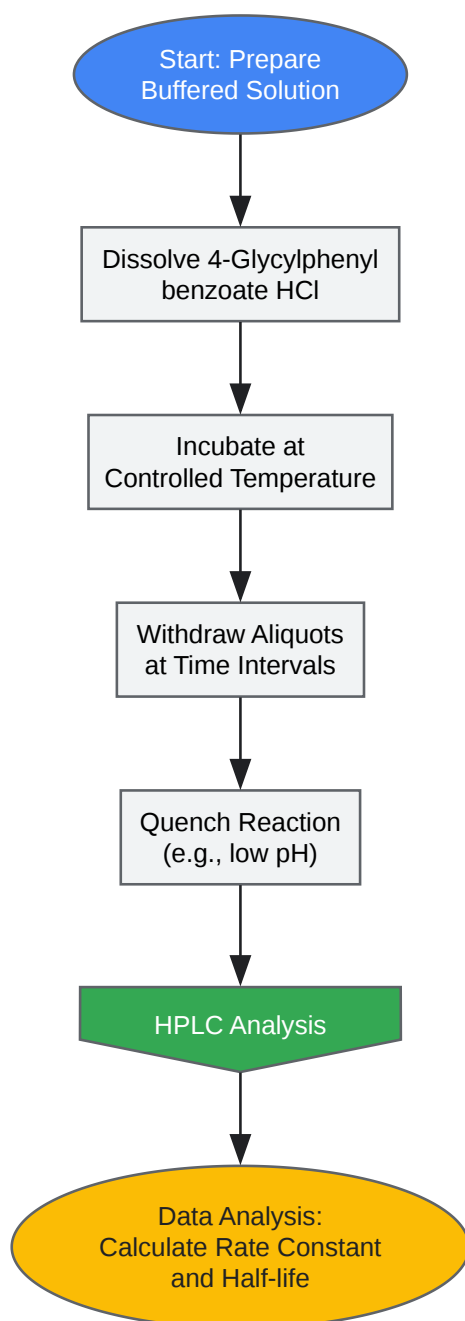 Start: Prepare
Buffered Solution
Dissolve 4-Glycylphenyl
benzoate HCl
Incubate at
Controlled Temperature
Withdraw Aliquots
at Time Intervals
Quench Reaction
(e.g., low pH)
HPLC Analysis
Data Analysis:
Calculate Rate Constant
and Half-life